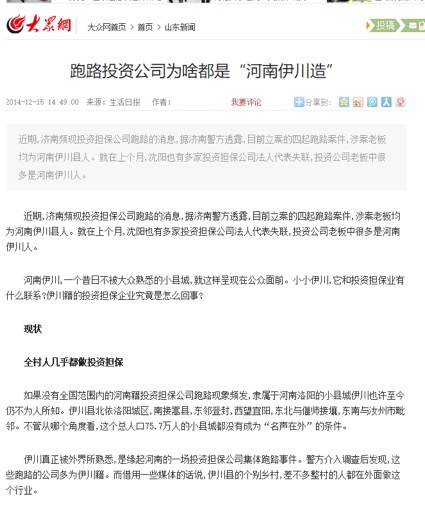 大众网
大众网首页 > 首页 > 山东新闻
投稿
跑路投资公司为啥都是“河南伊川造”
2014-12-15 14:49:00 来源: 生活日报 作者: 我要评论 分享到:
近期,济南频现投资担保公司跑路的消息,据济南警方透露,目前立案的四起跑路案件,涉案老板
均为河南伊川县人。就在上个月,沈阳也有多家投资担保公司法人代表失联,投资公司老板中很
多是河南伊川人。
近期,济南频现投资担保公司跑路的消息,据济南警方透露,目前立案的四起跑路案件,涉案老板均
为河南伊川县人。就在上个月,沈阳也有多家投资担保公司法人代表失联,投资公司老板中很多是河南
伊川人。
河南伊川,一个昔日不被大众熟悉的小县城,就这样呈现在公众面前。小小伊川,它和投资担保业有
什么联系?伊川籍的投资担保企业究竟是怎么回事?
现状
全村人几乎都做投资担保
如果没有全国范围内的河南籍投资担保公司跑路现象频发,隶属于河南洛阳的小县城伊川也许至今
仍不为人所知。伊川县北依洛阳城区,南接嵩县,东邻登封,西望宜阳,东北与偃师接壤,东南与汝州市毗
邻。不管从哪个角度看,这个总人口75.7万人的小县城都没有成为“名声在外”的条件。
伊川真正被外界所熟悉,是缘起河南的一场投资担保公司集体跑路事件。警方介入调查后发现,这
些跑路的公司多为伊川籍。而借用一些媒体的话说,伊川县的个别乡村,差不多整村的人都在外面做这
个行业。